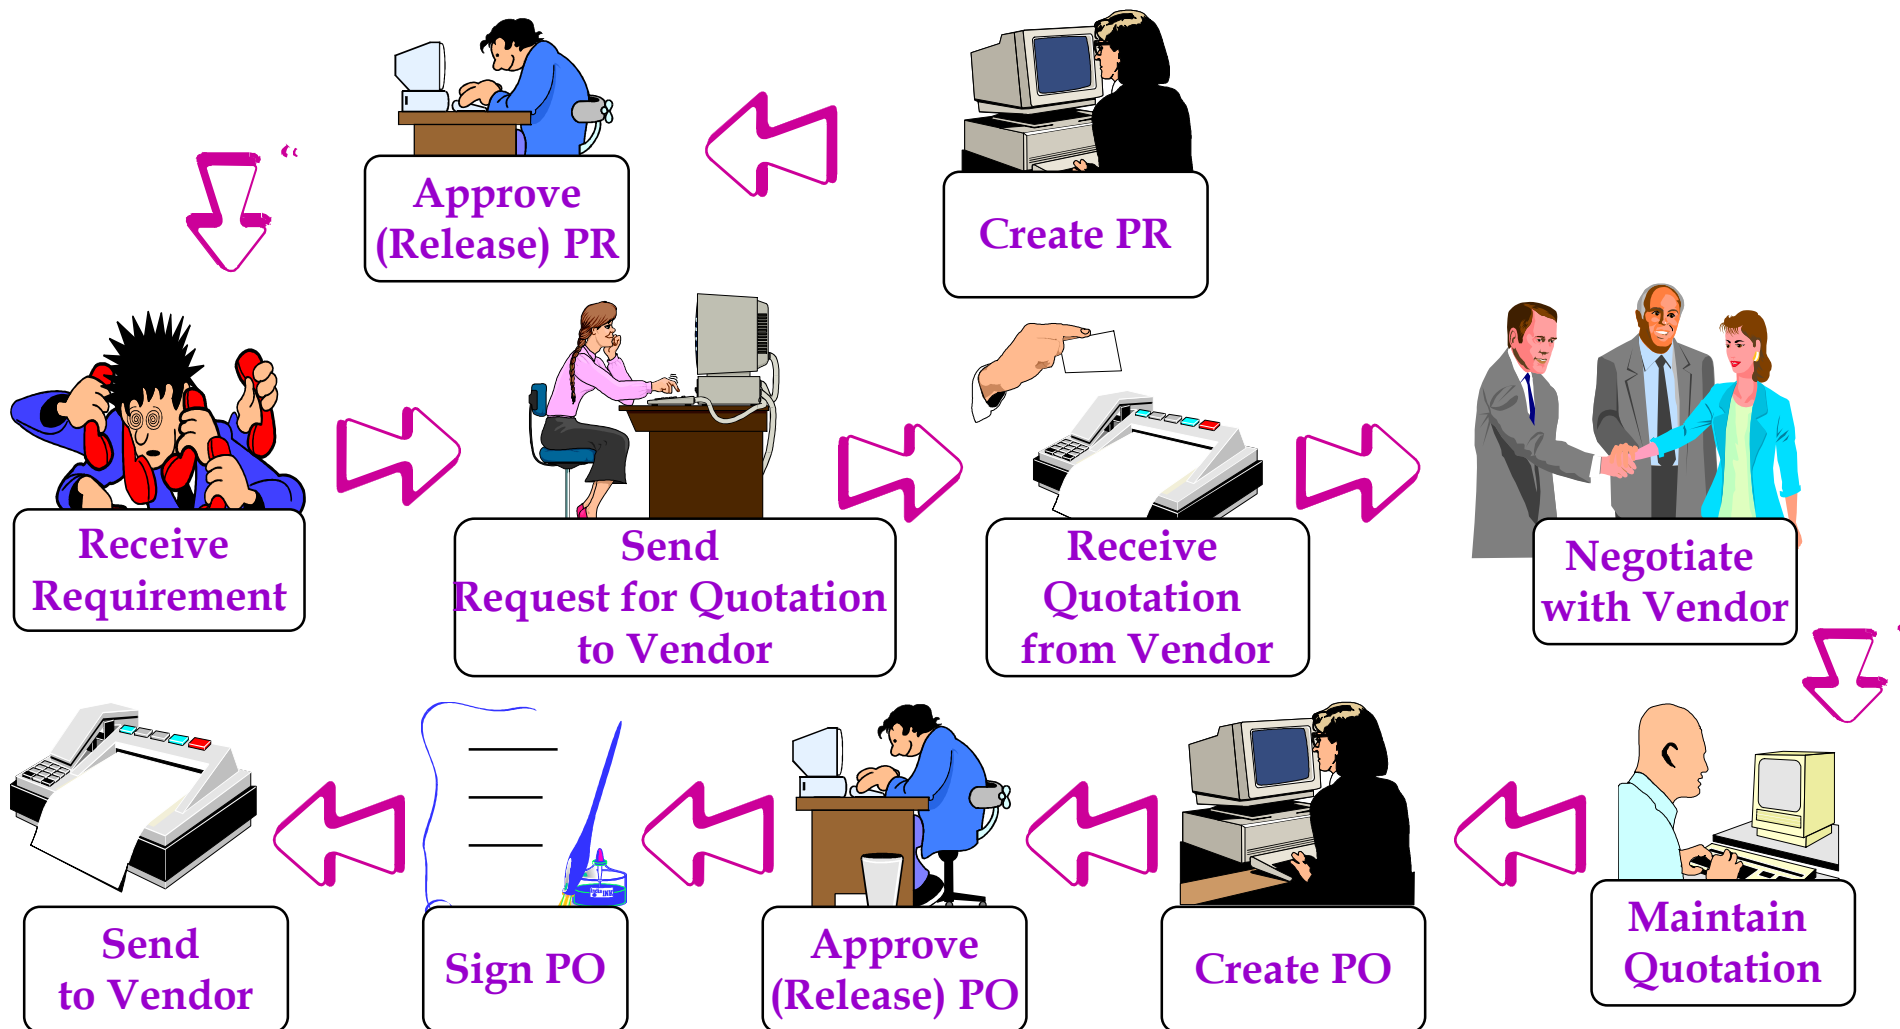 Approve
(Release) PR
Create PR
Receive
Requirement
Send
Request for Quotation
to Vendor
Receive
Quotation
from Vendor
Negotiate
with Vendor
Send
to Vendor
Sign PO
Approve
(Release) PO
Create PO
Maintain
Quotation